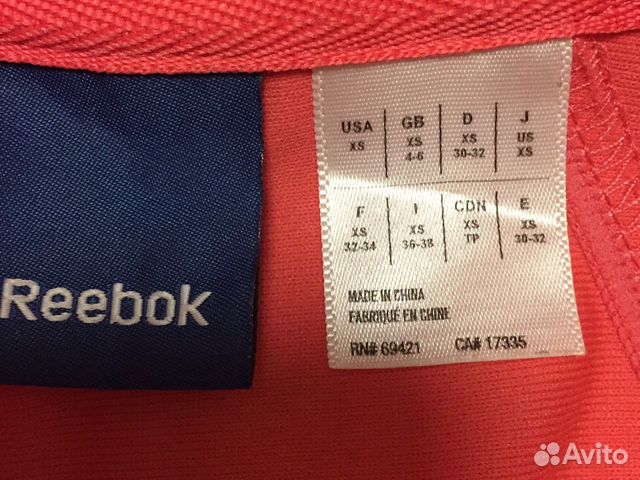 Reebok
USA GB D J
XS XS XS US
4-6 30-32 XS
F I CDN E
XS XS XS XS
32-34 36-38 TP 30-32
MADE IN CHINA
FABRIQUÉ EN CHINE
RN# 69421 CA# 17335
Avito